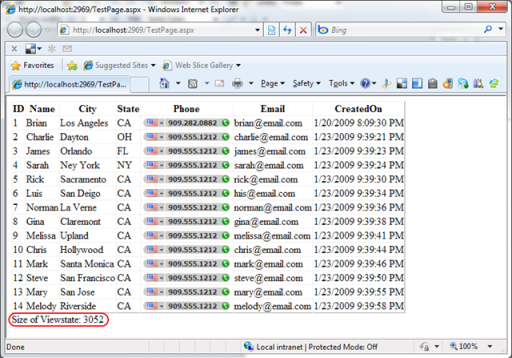 http://localhost:2969/TestPage.aspx - Windows Internet Explorer
http://localhost:2969/TestPage.aspx
Bing
Favorites Suggested Sites Web Slice Gallery
http://localhost:2969/TestPa... Page Safety Tools
ID Name City State Phone Email CreatedOn
1 Brian Los Angeles CA 909.282.0882 brian@email.com 1/20/2009 8:09:30 PM
2 Charlie Dayton OH 909.555.1212 charlie@email.com 1/23/2009 9:39:21 PM
3 James Orlando FL 909.555.1212 james@email.com 1/23/2009 9:39:23 PM
4 Sarah Ney York NY 909.555.1212 sarah@email.com 1/23/2009 9:39:24 PM
5 Rick Sacramento CA 909.555.1212 rick@email.com 1/23/2009 9:39:30 PM
6 Luis San Deigo CA 909.555.1212 luis@email.com 1/23/2009 9:39:34 PM
7 Norman La Verne CA 909.555.1212 norman@email.com 1/23/2009 9:39:36 PM
8 Gina Claremont CA 909.555.1212 gina@email.com 1/23/2009 9:39:38 PM
9 Melissa Upland CA 909.555.1212 melissa@email.com 1/23/2009 9:39:41 PM
10 Chris Hollywood CA 909.555.1212 chris@email.com 1/23/2009 9:39:44 PM
11 Mark Santa Monica CA 909.555.1212 mark@email.com 1/23/2009 9:39:46 PM
12 Steve San Francisco CA 909.555.1212 steve@email.com 1/23/2009 9:39:50 PM
13 Mary San Jose CA 909.555.1212 mary@email.com 1/23/2009 9:39:55 PM
14 Melody Riverside CA 909.555.1212 melody@email.com 1/23/2009 9:39:58 PM
Size of Viewstate: 3052
Done Local intranet | Protected Mode: Off 100%